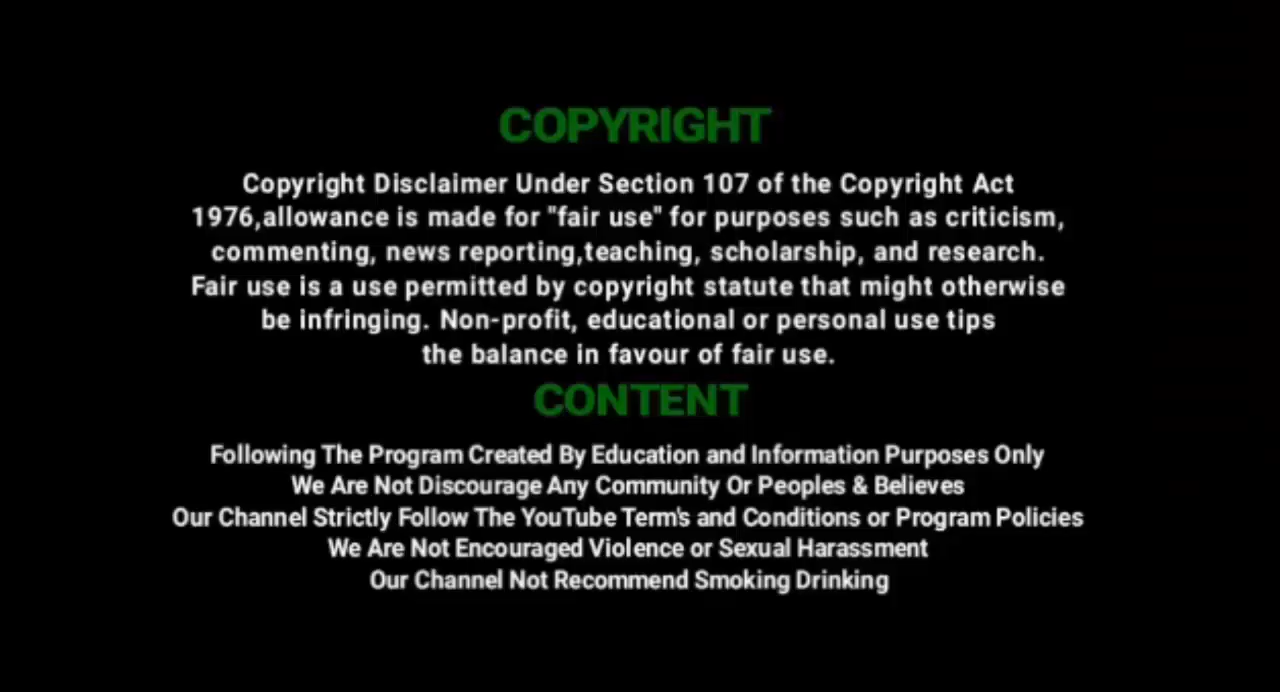 COPYRIGHT
Copyright Disclaimer Under Section 107 of the Copyright Act
1976,allowance is made for "fair use" for purposes such as criticism,
commenting, news reporting,teaching, scholarship, and research.
Fair use is a use permitted by copyright statute that might otherwise
be infringing. Non-profit, educational or personal use tips
the balance in favour of fair use.
CONTENT
Following The Program Created By Education and Information Purposes Only
We Are Not Discourage Any Community Or Peoples & Believes
Our Channel Strictly Follow The YouTube Term's and Conditions or Program Policies
We Are Not Encouraged Violence or Sexual Harassment
Our Channel Not Recommend Smoking Drinking